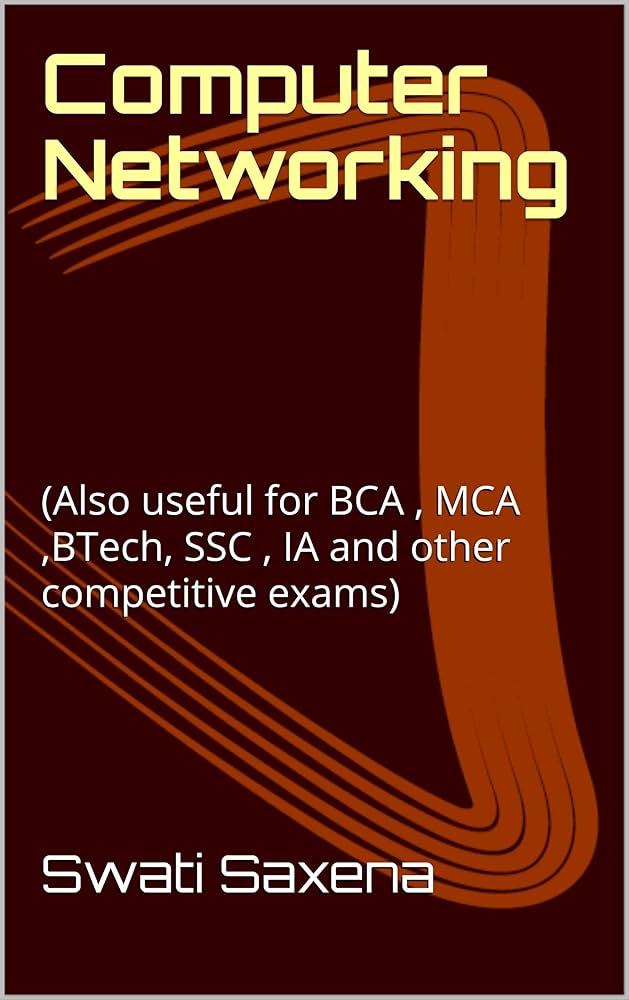 Computer
Networking
(Also useful for BCA , MCA
,BTech, SSC , IA and other
competitive exams)
Swati Saxena